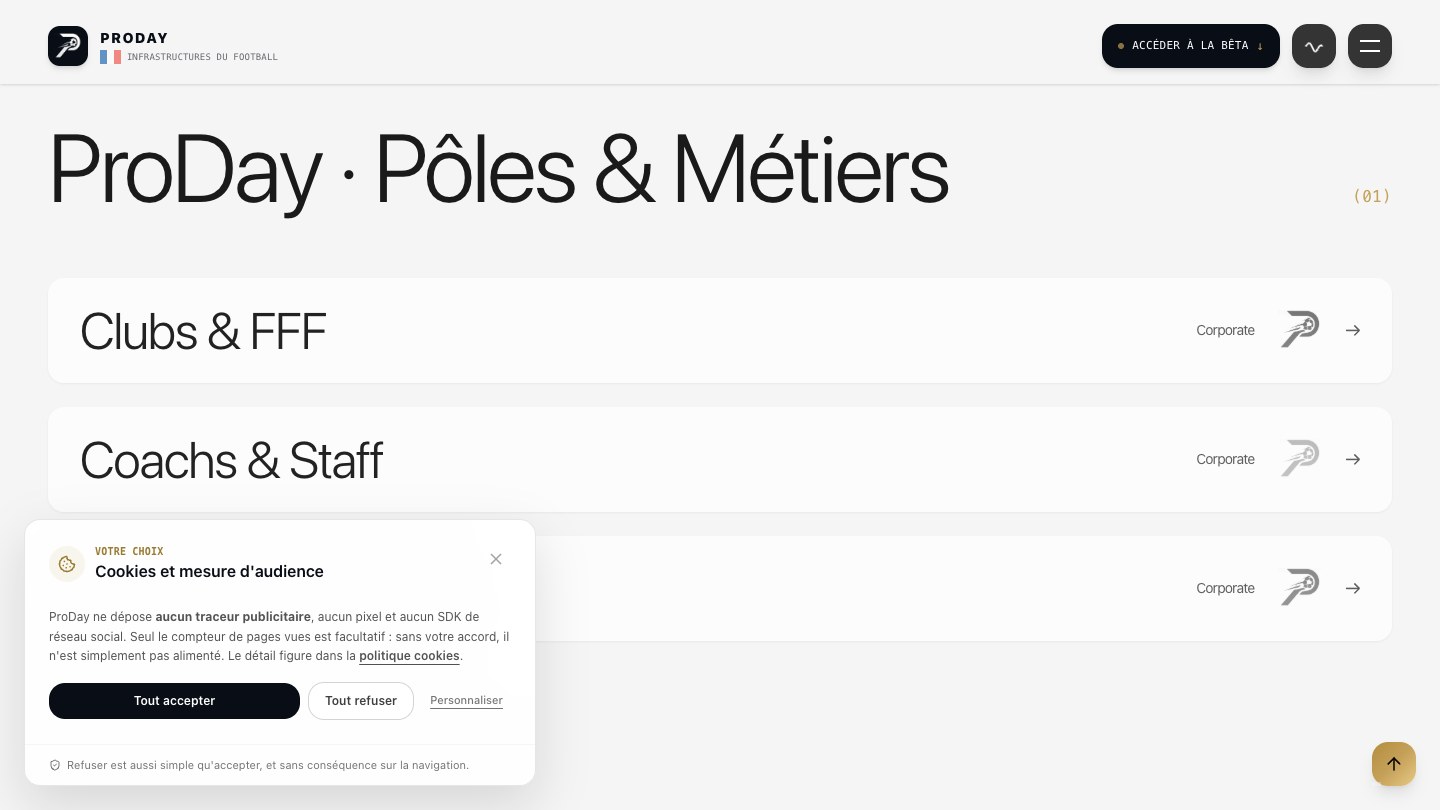 PRODAY
INFRASTRUCTURES DU FOOTBALL
ACCÉDER À LA BÊTA ↓
ProDay · Pôles & Métiers
(01)
Clubs & FFF
Corporate
Coachs & Staff
Corporate
Corporate
VOTRE CHOIX
Cookies et mesure d'audience
ProDay ne dépose aucun traceur publicitaire, aucun pixel et aucun SDK de
réseau social. Seul le compteur de pages vues est facultatif : sans votre accord, il
n'est simplement pas alimenté. Le détail figure dans la politique cookies.
Tout accepter
Tout refuser
Personnaliser
Refuser est aussi simple qu'accepter, et sans conséquence sur la navigation.